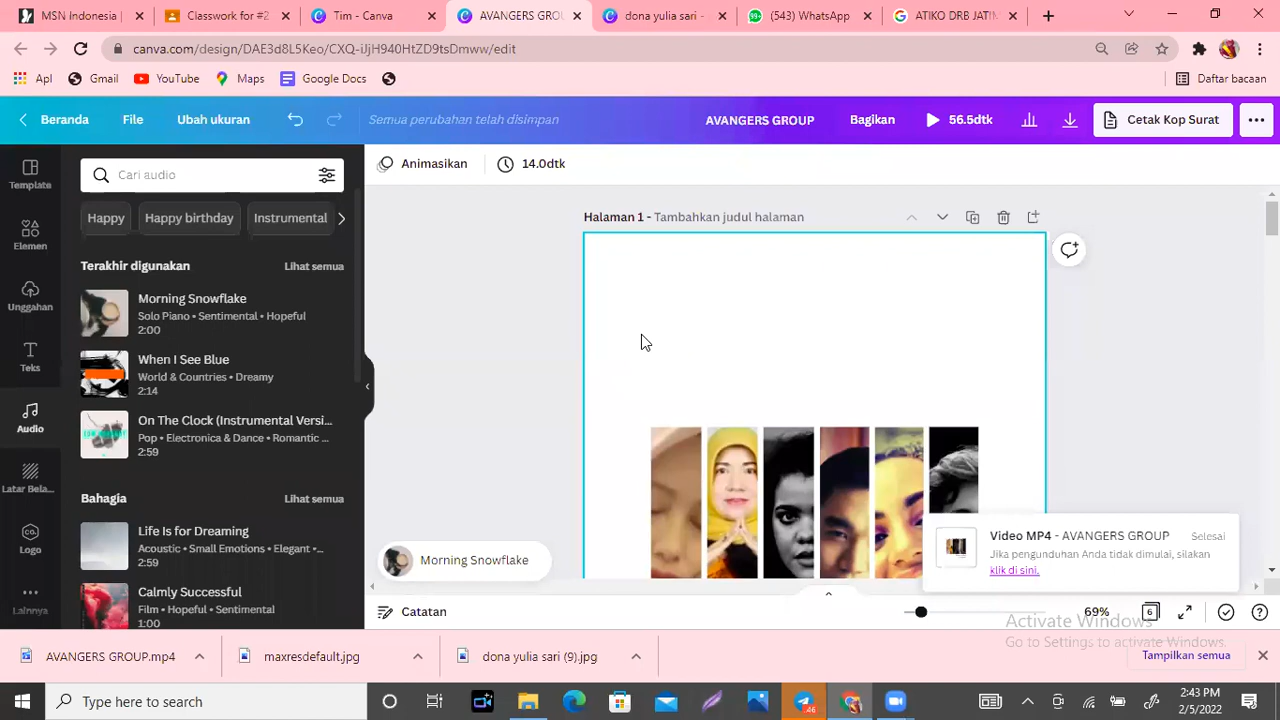 MSN Indonesia
Classwork for #2
Tim - Canva
AVANGERS GROU
dona yulia sari -
(543) WhatsApp
ATIKO DRB JATIM
canva.com/design/DAE3d8L5Keo/CXQ-iJjH940HtZD9tsDmww/edit
Apl
Gmail
YouTube
Maps
Google Docs
Daftar bacaan
Beranda
File
Ubah ukuran
Semua perubahan telah disimpan
AVANGERS GROUP
Bagikan
56.5dtk
Cetak Kop Surat
Template
Elemen
Unggahan
Teks
Audio
Latar Bela...
Logo
Lainnya
Cari audio
Happy
Happy birthday
Instrumental
Terakhir digunakan
Lihat semua
Morning Snowflake
Solo Piano • Sentimental • Hopeful
2:00
When I See Blue
World & Countries • Dreamy
2:14
On The Clock (Instrumental Versi...
Pop • Electronica & Dance • Romantic ...
2:59
Bahagia
Lihat semua
Life Is for Dreaming
Acoustic • Small Emotions • Elegant •...
2:59
Calmly Successful
Film • Hopeful • Sentimental
1:00
Animasikan
14.0dtk
Halaman 1 - Tambahkan judul halaman
Morning Snowflake
Video MP4 - AVANGERS GROUP
Selesai
Jika pengunduhan Anda tidak dimulai, silakan
klik di sini.
Catatan
69%
6
Activate Windows
Go to Settings to activate Windows.
AVANGERS GROUP.mp4
maxresdefault.jpg
dona yulia sari (9).jpg
Tampilkan semua
Type here to search
2:43 PM
2/5/2022